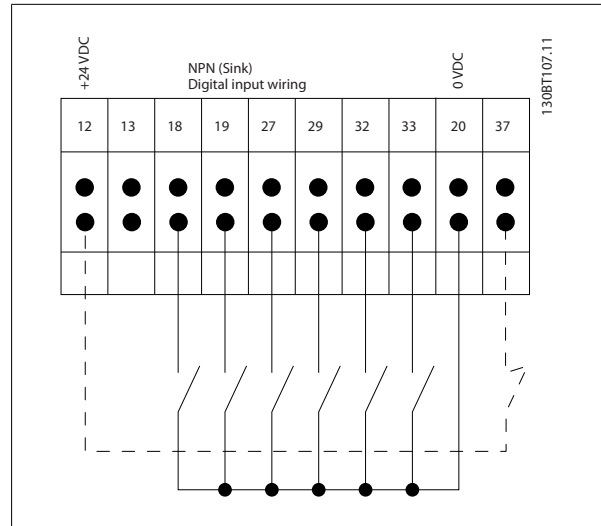 +24 VDC
NPN (Sink)
Digital input wiring
0 VDC
130BT107.11
12 13 18 19 27 29 32 33 20 37